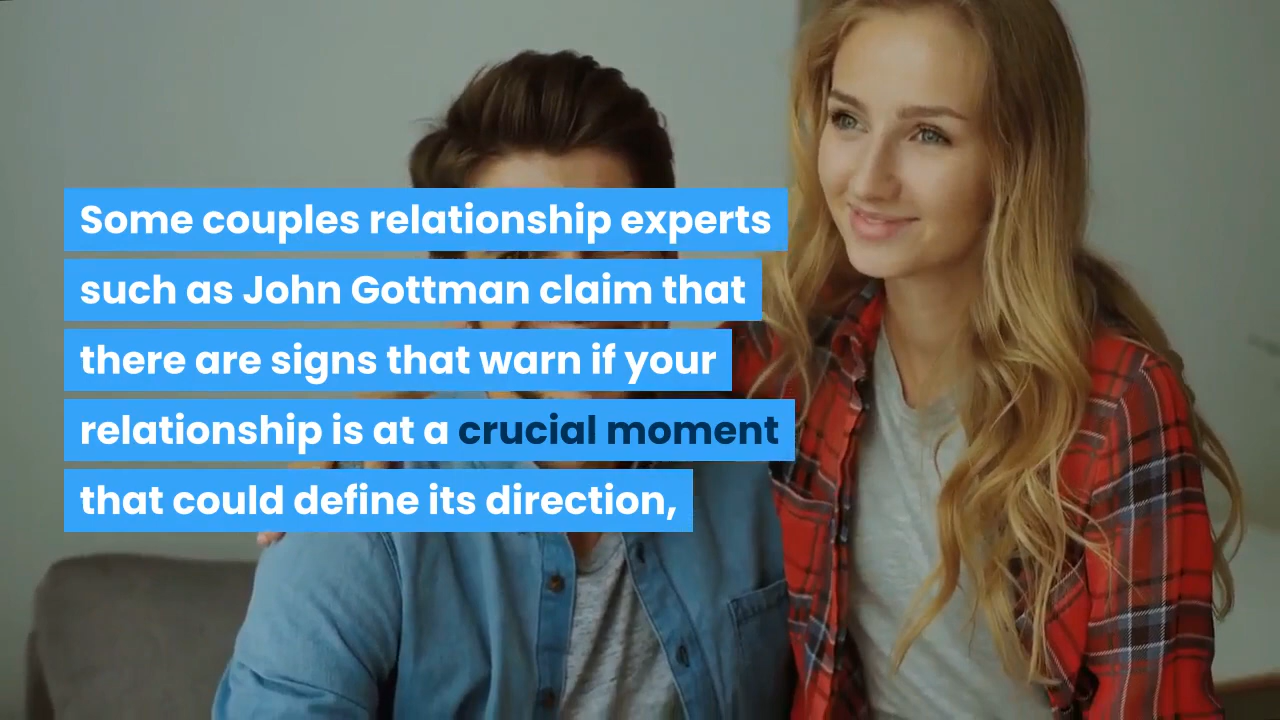 Some couples relationship experts
such as John Gottman claim that
there are signs that warn if your
relationship is at a crucial moment
that could define its direction,